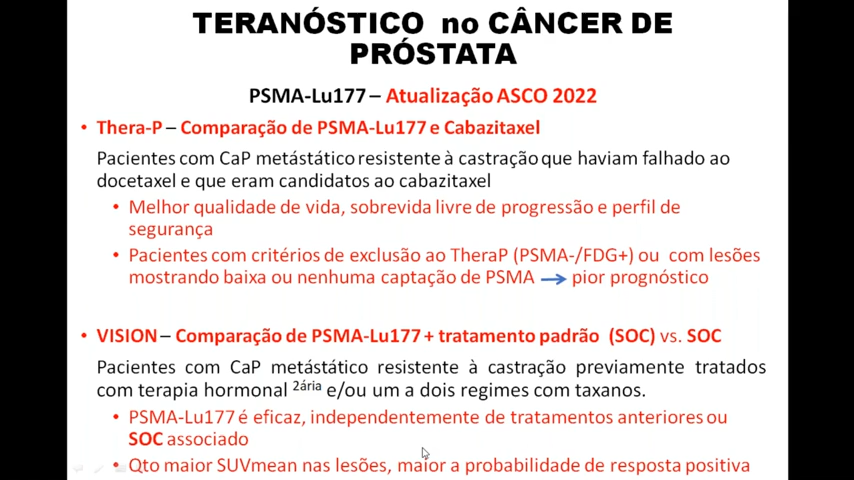 TERANÓSTICO no CÂNCER DE
PRÓSTATA
PSMA-Lu177 – Atualização ASCO 2022
• Thera-P – Comparação de PSMA-Lu177 e Cabazitaxel
Pacientes com CaP metástático resistente à castração que haviam falhado ao
docetaxel e que eram candidatos ao cabazitaxel
• Melhor qualidade de vida, sobrevida livre de progressão e perfil de
segurança
• Pacientes com critérios de exclusão ao TheraP (PSMA-/FDG+) ou com lesões
mostrando baixa ou nenhuma captação de PSMA → pior prognóstico
• VISION – Comparação de PSMA-Lu177 + tratamento padrão (SOC) vs. SOC
Pacientes com CaP metástático resistente à castração previamente tratados
com terapia hormonal 2ária e/ou um a dois regimes com taxanos.
• PSMA-Lu177 é eficaz, independentemente de tratamentos anteriores ou
SOC associado
• Qto maior SUVmean nas lesões, maior a probabilidade de resposta positiva